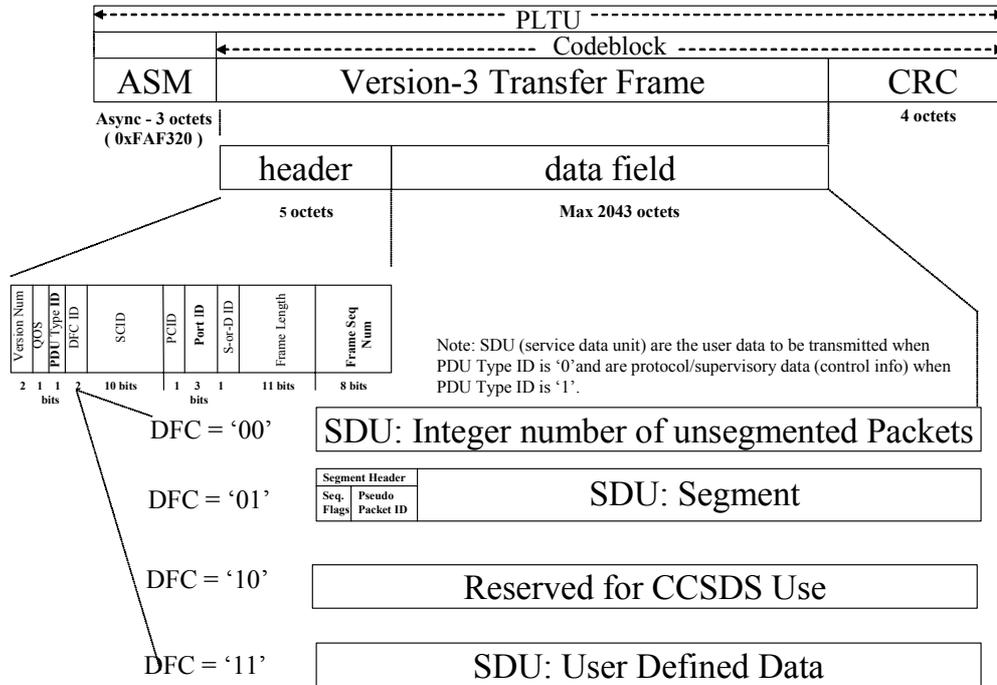 PLTU
Codeblock
ASM
Version-3 Transfer Frame
CRC
Async - 3 octets
( 0xFAF320 )
4 octets
header
data field
5 octets
Max 2043 octets
Version Num
QOS
PDU Type ID
DFC ID
SCID
PCID
Port ID
S-or-D ID
Frame Length
Frame Seq
Num
2 1 1 2 10 bits 1 3 1 11 bits 8 bits
bits bits
Note: SDU (service data unit) are the user data to be transmitted when
PDU Type ID is ‘0’and are protocol/supervisory data (control info) when
PDU Type ID is ‘1’.
DFC = ‘00’
SDU: Integer number of unsegmented Packets
DFC = ‘01’
Segment Header
Seq.
Flags
Pseudo
Packet ID
SDU: Segment
DFC = ‘10’
Reserved for CCSDS Use
DFC = ‘11’
SDU: User Defined Data